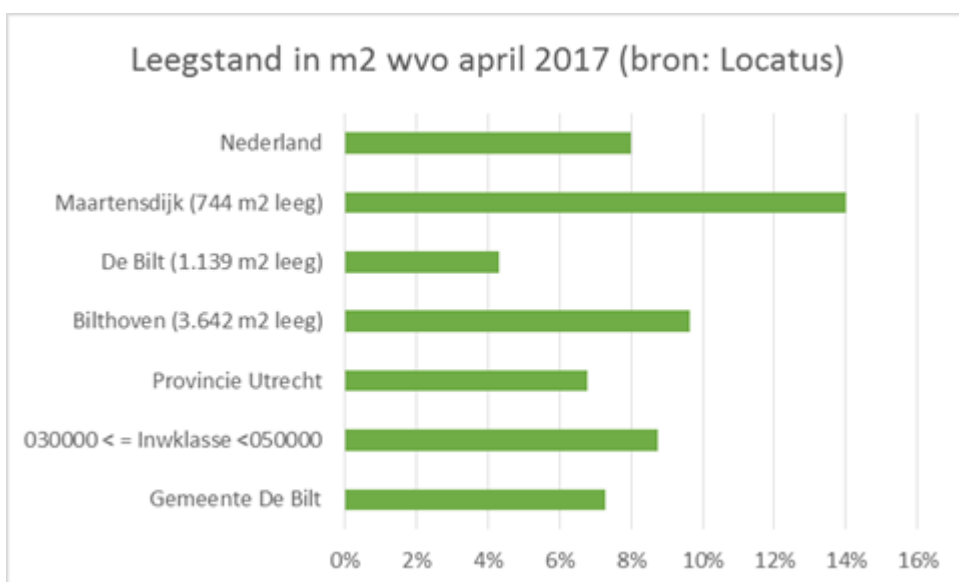 Leegstand in m2 wvo april 2017 (bron: Locatus)
Nederland
Maartensdijk (744 m2 leeg)
De Bilt (1.139 m2 leeg)
Bilthoven (3.642 m2 leeg)
Provincie Utrecht
030000 < = Inwklasse <050000
Gemeente De Bilt
0% 2% 4% 6% 8% 10% 12% 14% 16%